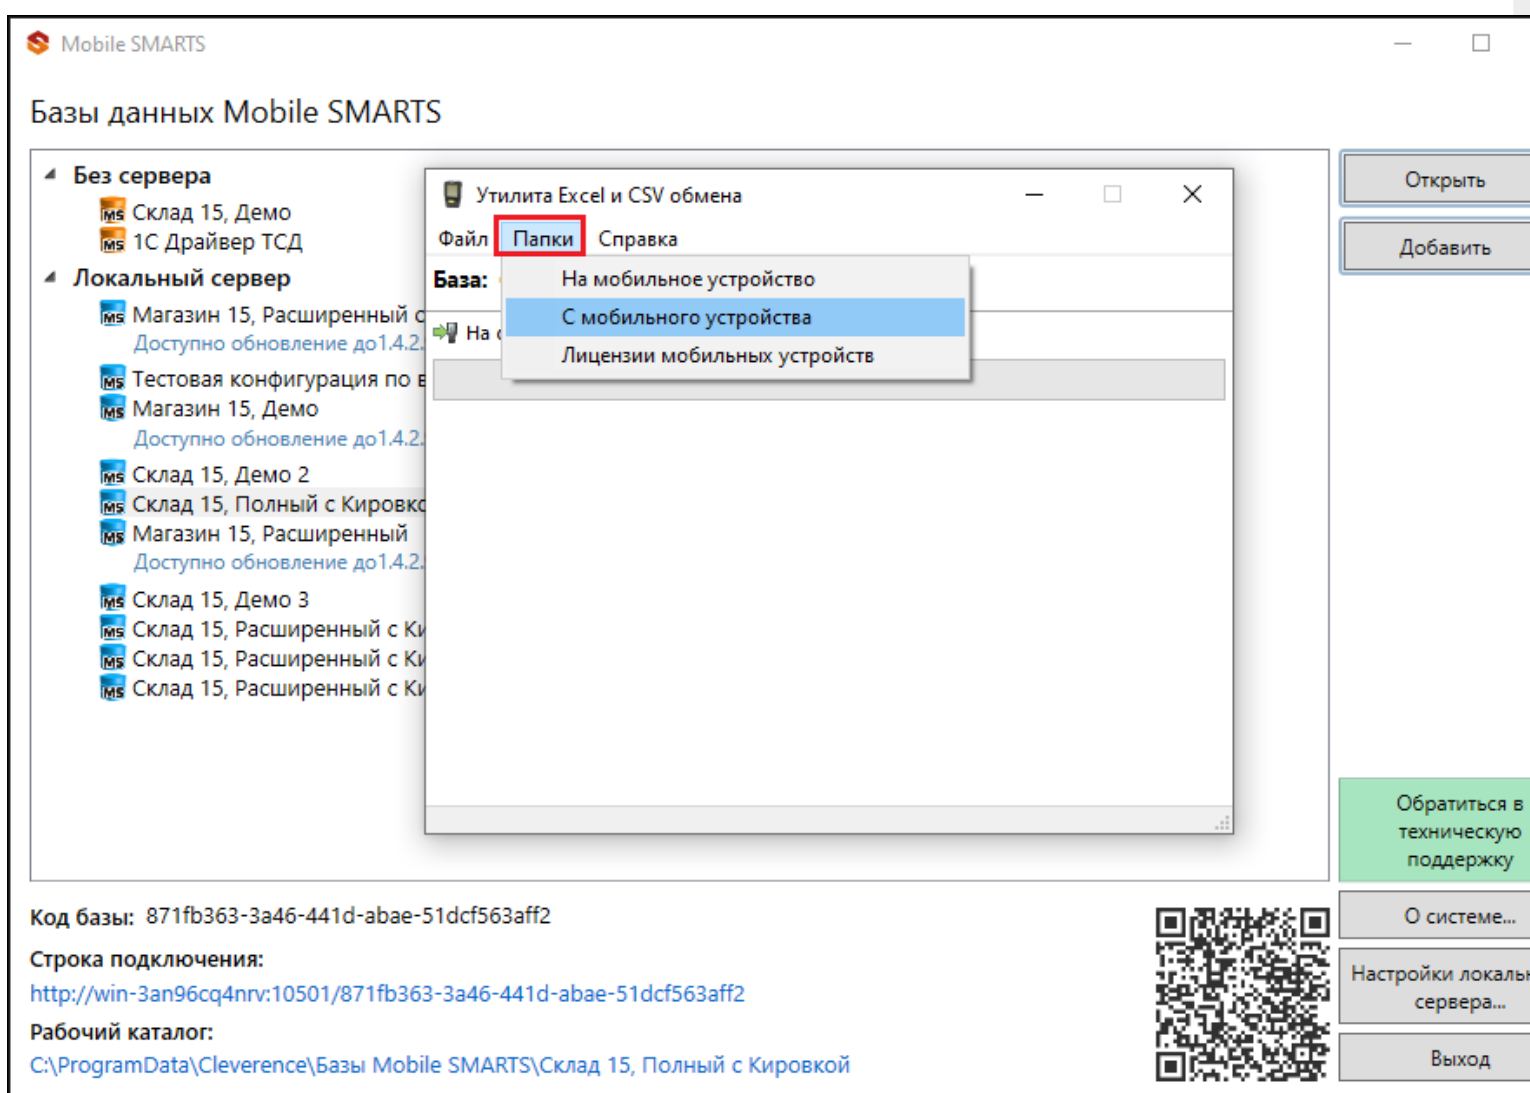 Mobile SMARTS
Базы данных Mobile SMARTS
Без сервера
Склад 15, Демо
1С Драйвер ТСД
Локальный сервер
Магазин 15, Расширенный с
Доступно обновление до1.4.2.
Тестовая конфигурация по в
Магазин 15, Демо
Доступно обновление до1.4.2.
Склад 15, Демо 2
Склад 15, Полный с Кировко
Магазин 15, Расширенный
Доступно обновление до1.4.2.
Склад 15, Демо 3
Склад 15, Расширенный с Ки
Склад 15, Расширенный с Ки
Склад 15, Расширенный с Ки
Утилита Excel и CSV обмена
Файл Папки Справка
База:
На мобильное устройство
С мобильного устройства
Лицензии мобильных устройств
На
Открыть
Добавить
Обратиться в
техническую
поддержку
О системе...
Настройки локальн
сервера...
Выход
Код базы: 871fb363-3a46-441d-abae-51dcf563aff2
Строка подключения:
http://win-3an96cq4nrv:10501/871fb363-3a46-441d-abae-51dcf563aff2
Рабочий каталог:
C:\ProgramData\Cleverence\Базы Mobile SMARTS\Склад 15, Полный с Кировкой